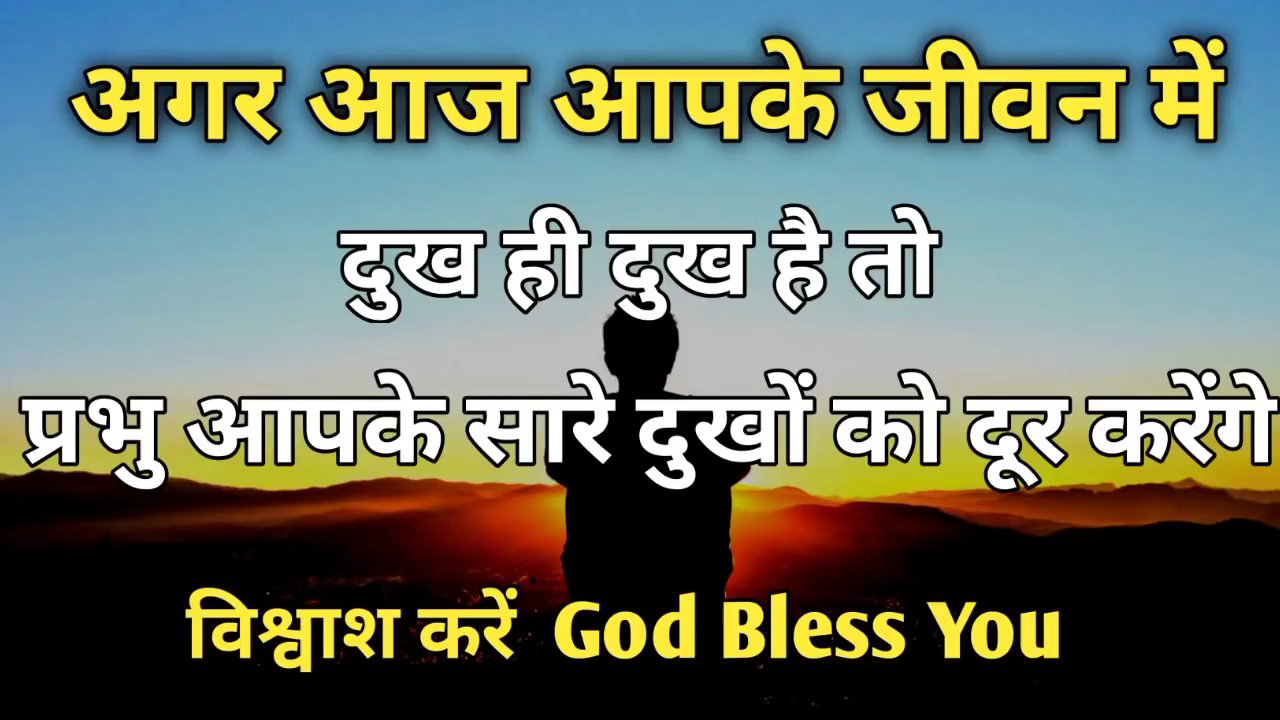 अगर आज आपके जीवन में
दुख ही दुख है तो
प्रभु आपके सारे दुखों को दूर करेंगे
विश्वाश करें God Bless You